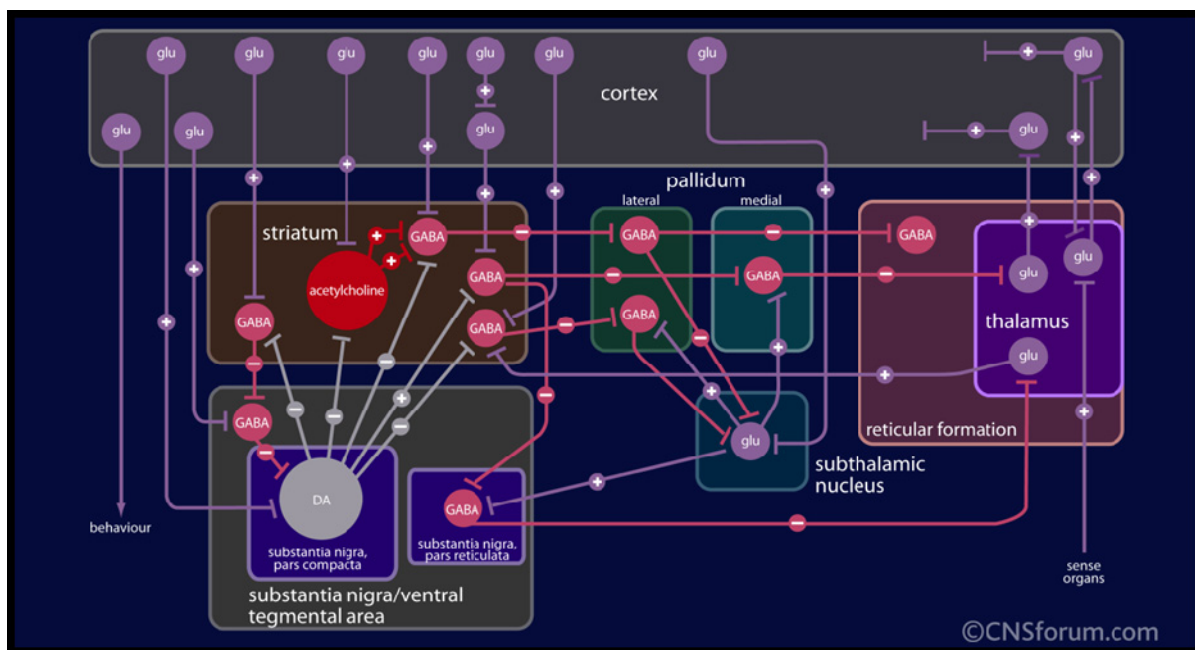 glu glu glu glu glu glu glu glu
cortex
glu glu glu glu
pallidum
lateral medial
striatum
GABA GABA GABA
acetylcholine
GABA GABA glu glu
GABA GABA GABA
thalamus
glu
GABA
reticular formation
glu
subthalamic
nucleus
DA
GABA
behaviour
substantia nigra,
pars compacta
substantia nigra,
pars reticulata
sense
organs
substantia nigra/ventral
tegmental area
©CNSforum.com